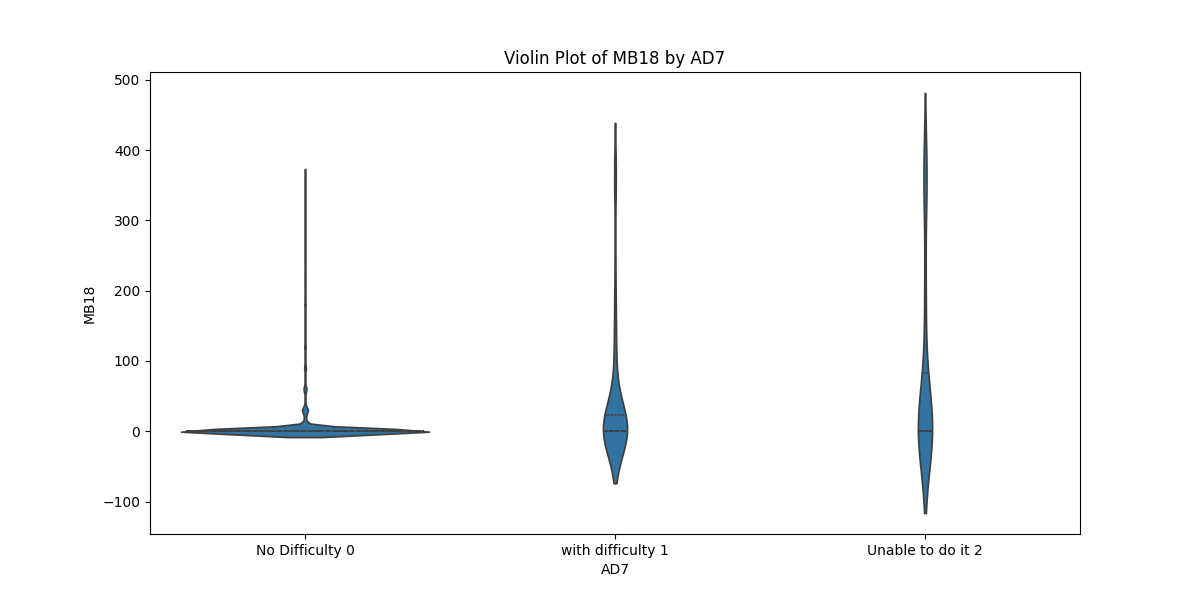 Violin Plot of MB18 by AD7
500
400
300
200
100
0
−100
MB18
No Difficulty 0
with difficulty 1
Unable to do it 2
AD7